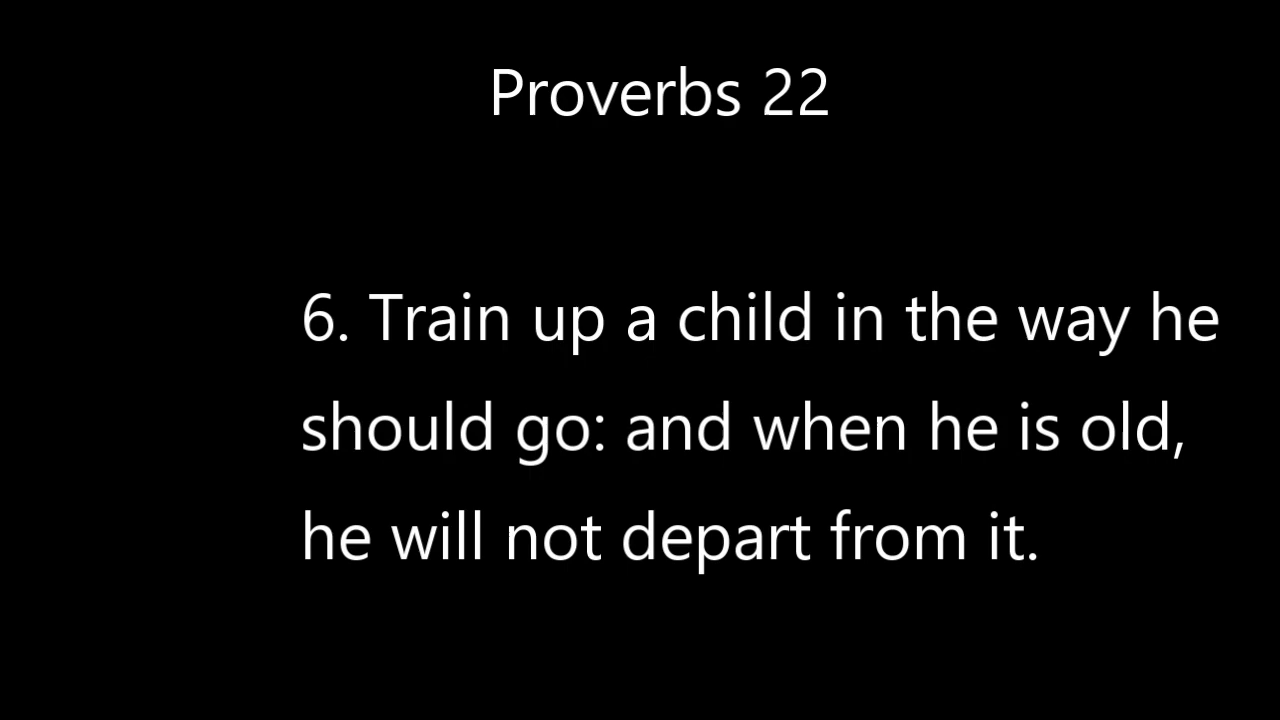 Proverbs 22
6. Train up a child in the way he
should go: and when he is old,
he will not depart from it.